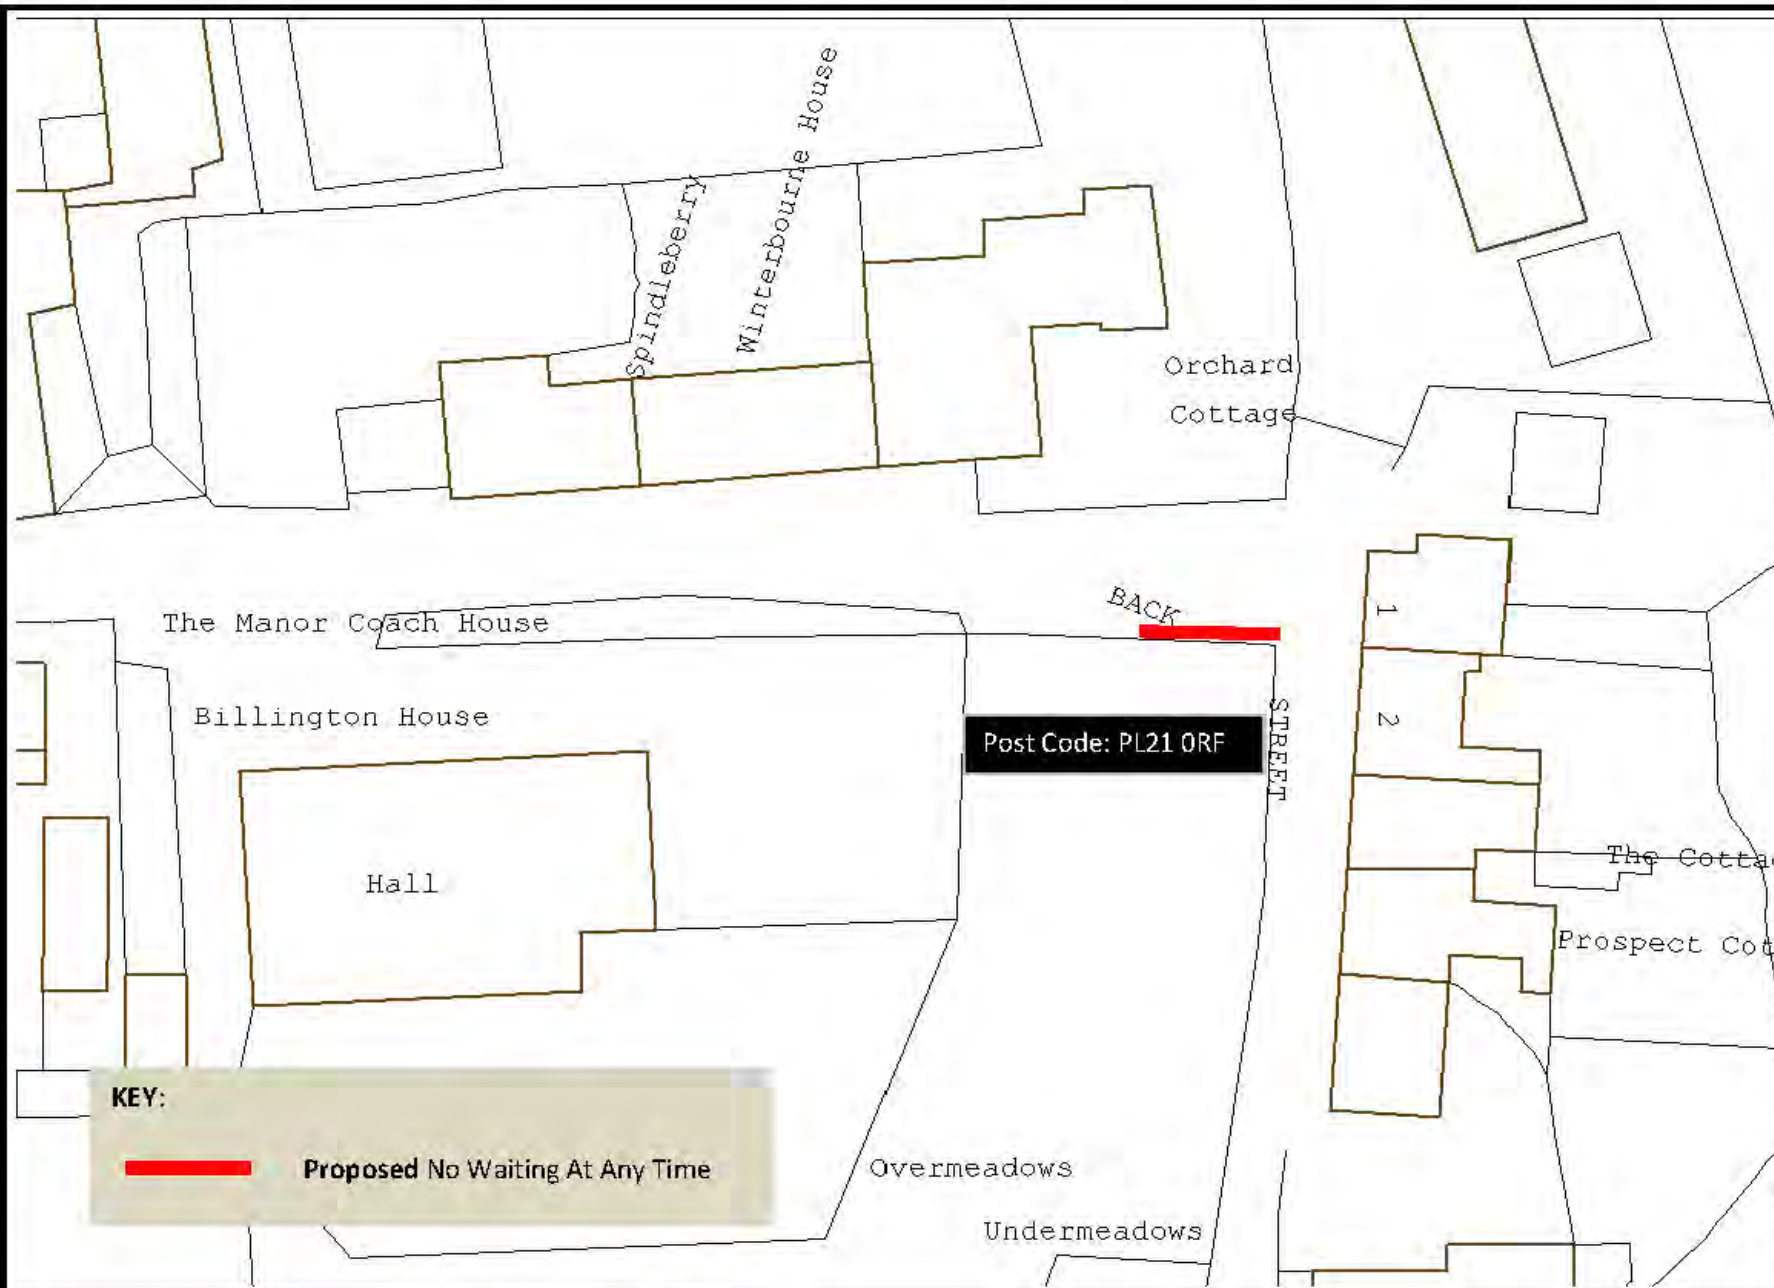 Winterbourne House
Spindleberry
Orchard
Cottage
BACK
The Manor Coach House
1
Billington House
2
STREET
Post Code: PL21 0RF
The Cotta
Hall
Prospect Cot
KEY:
Proposed No Waiting At Any Time
Overmeadows
Undermeadows